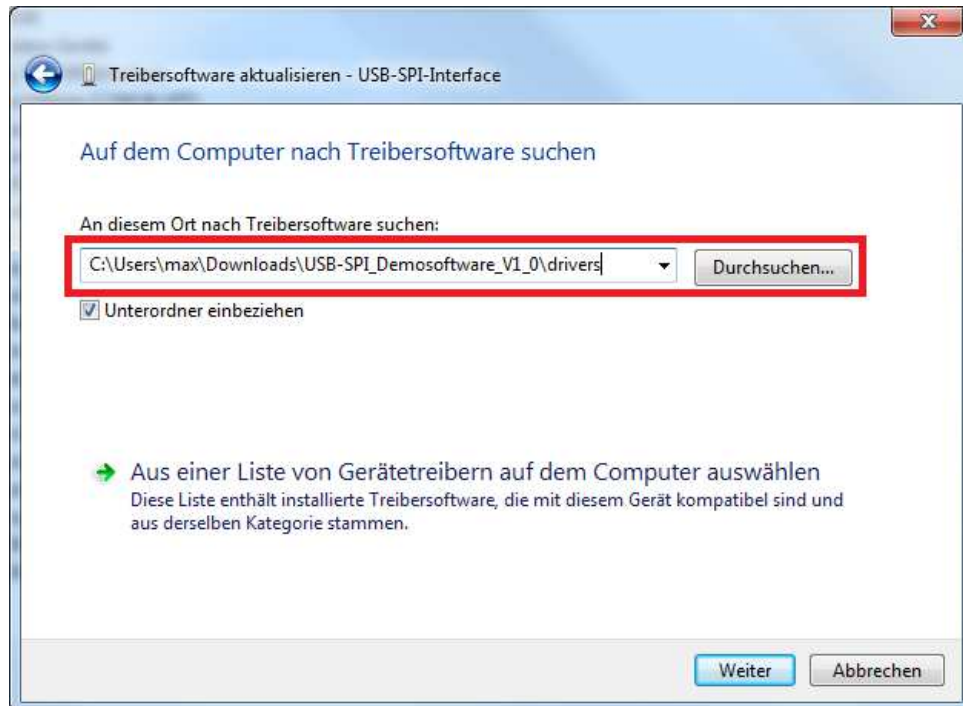 Treibersoftware aktualisieren - USB-SPI-Interface
Auf dem Computer nach Treibersoftware suchen
An diesem Ort nach Treibersoftware suchen:
C:\Users\max\Downloads\USB-SPI_Demosoftware_V1_0\drivers
Durchsuchen...
Unterordner einbeziehen
Aus einer Liste von Gerätetreibern auf dem Computer auswählen
Diese Liste enthält installierte Treibersoftware, die mit diesem Gerät kompatibel sind und
aus derselben Kategorie stammen.
Weiter
Abbrechen